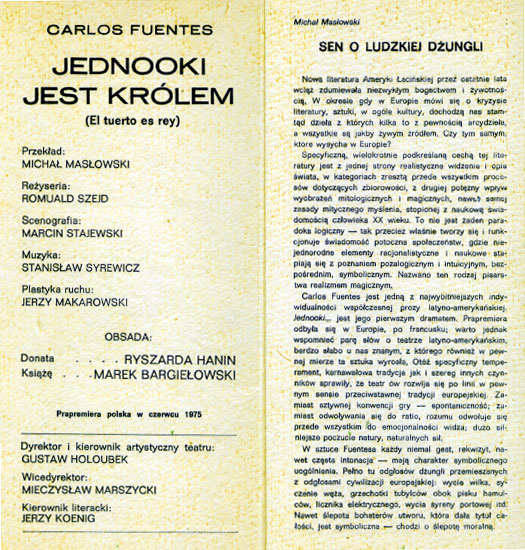 CARLOS FUENTES
JEDNOOKI
JEST KRÓLEM
(El tuerto es rey)
Przekład:
MICHAŁ MASŁOWSKI
Reżyseria:
ROMUALD SZEJD
Scenografia:
MARCIN STAJEWSKI
Muzyka:
STANISŁAW SYREWICZ
Plastyka ruchu:
JERZY MAKAROWSKI
OBSADA:
Donata . . . . RYSZARDA HANIN
Książę . . . MAREK BARGIEŁOWSKI
Prapremiera polska w czerwcu 1975
Dyrektor i kierownik artystyczny teatru:
GUSTAW HOLOUBEK
Wicedyrektor:
MIECZYSŁAW MARSZYCKI
Kierownik literacki:
JERZY KOENIG
Michał Masłowski
SEN O LUDZKIEJ DŻUNGLI
Nowa literatura Ameryki Łacińskiej przez ostatnie lata
wciąż zdumiewała niezwykłym bogactwem i żywotnoś-
cią. W okresie gdy w Europie mówi się o kryzysie
literatury, sztuki, w ogóle kultury, dochodzą nas stam-
tąd dzieła z których kilka to z pewnością arcydzieła,
a wszystkie są jakby żywym źródłem. Czy tym samym,
które wysycha w Europie?
Specyficzną, wielokrotnie podkreślaną cechą tej lite-
ratury jest z jednej strony realistyczne widzenie i opis
świata, w kategoriach zresztą przede wszystkim proce-
sów dotyczących zbiorowości, z drugiej potężny wpływ
wyobrażeń mitologicznych i magicznych, nawet samej
zasady mitycznego myślenia, stopionej z naukową świa-
domością człowieka XX wieku. To nie jest żaden parado-
doks logiczny — tak przecież właśnie tworzy się i funk-
cjonuje świadomość potoczna społeczeństw, gdzie nie-
jednorodne elementy racjonalistyczne i naukowe sta-
piają się z poznaniem pozalogicznym i intuicyjnym, bez-
pośrednim, symbolicznym. Nazwano ten rodzaj pisars-
twa realizmem magicznym.
Carlos Fuentes jest jedną z najwybitniejszych indy-
widualności współczesnej prozy latyno-amerykańskiej.
Jednooki... jest jego pierwszym dramatem. Prapremiera
odbyła się w Europie, po francusku; warto jednak
wspomnieć parę słów o teatrze latyno-amerykańskim,
bardzo słabo u nas znanym, z którego również w pew-
nej mierze ta sztuka wyrosła. Otóż specyficzny tempe-
rament, karnawałowa tradycja jak i szereg innych czyn-
ników sprawiły, że teatr ów rozwija się po linii w pew-
nym sensie przeciwstawnej tradycji europejskiej. Za-
miast sztywnej konwencji gry — spontaniczność; za-
miast odwoływania się do ratio, rozumu odwołuje się
przede wszystkim do emocjonalności widza; dużo sil-
niejsze poczucie natury, naturalnych sił.
W sztuce Fuentesa każdy niemal gest, rekwizyt, na-
wet częsta intonacja — mają charakter symbolicznego
uogólnienia. Pełno tu odgłosów dżungli przemieszanych
z odgłosami cywilizacji europejskiej: wycie wilka, sy-
czenie węża, grzechotki tubylców obok pisku hamul-
ców, licznika elektrycznego, wycia syreny portowej itd.
Nawet ślepota bohaterów utworu, która dała tytuł ca-
łości, jest symboliczna — chodzi o ślepotę moralną.